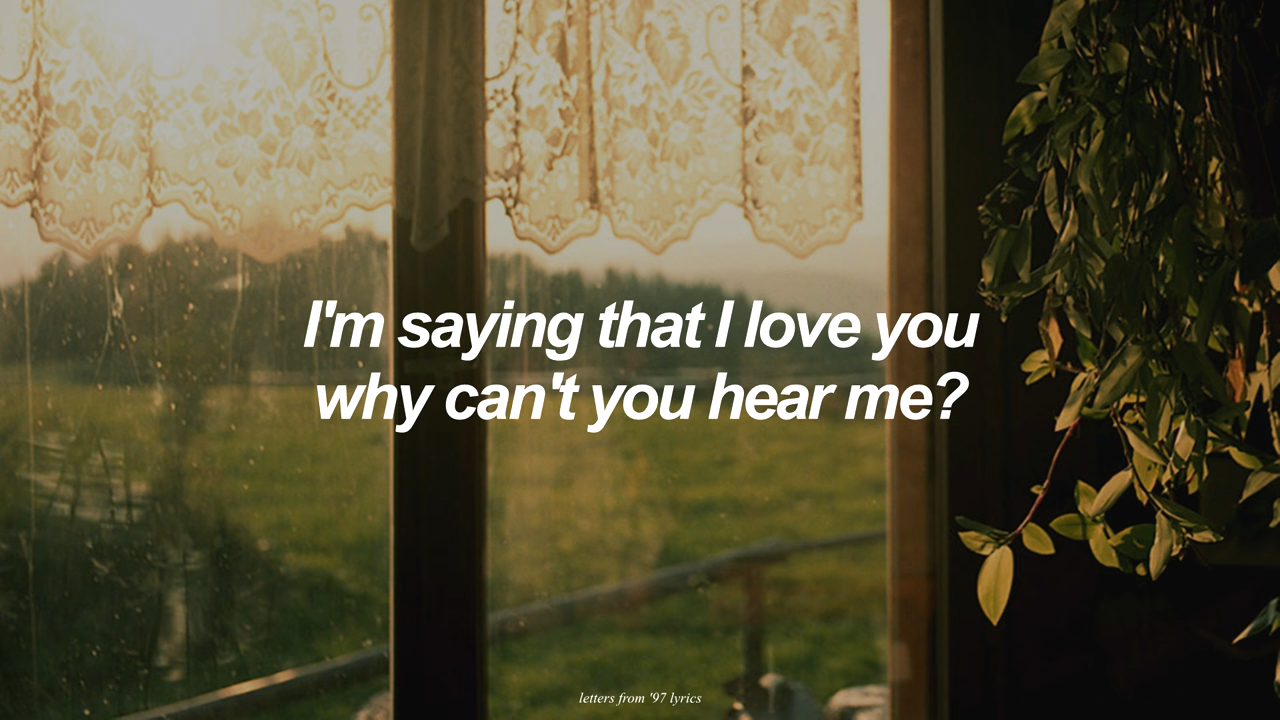 I'm saying that I love you
why can't you hear me?
letters from '97 lyrics